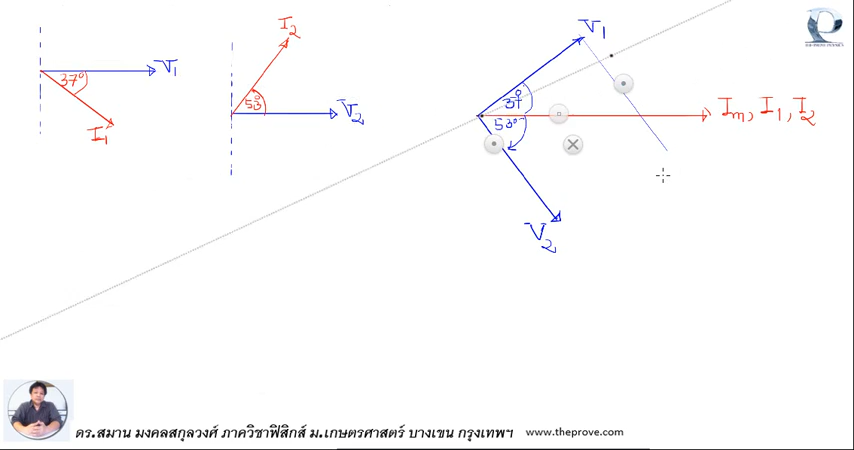 V1
37°
I1
I2
53°
V2
V1
37°
53°
Im, I1, I2
V2
ดร.สมาน มงคลสกุลวงศ์ ภาควิชาฟิสิกส์ ม.เกษตรศาสตร์ บางเขน กรุงเทพฯ www.theprove.com